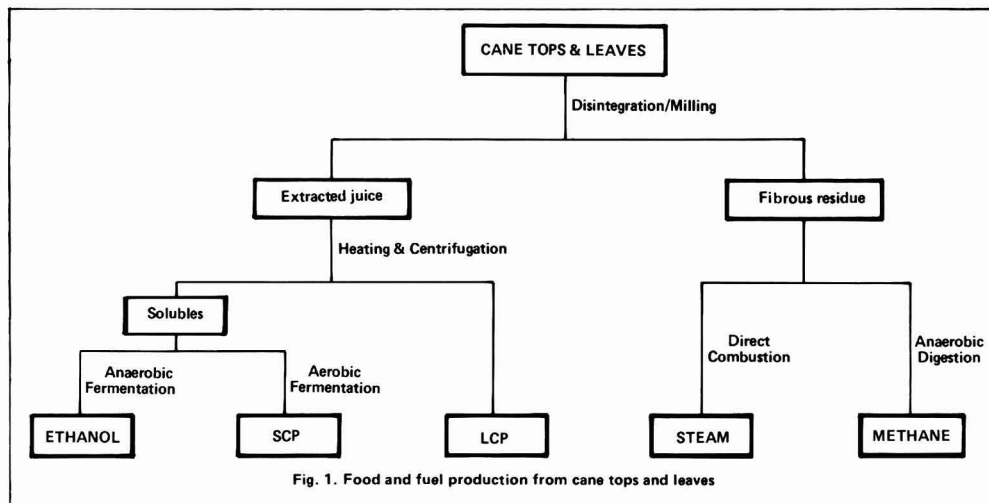 CANE TOPS & LEAVES
Disintegration/Milling
Extracted juice
Fibrous residue
Heating & Centrifugation
Solubles
Direct
Combustion
Anaerobic
Digestion
Anaerobic
Fermentation
Aerobic
Fermentation
ETHANOL
SCP
LCP
STEAM
METHANE
Fig. 1. Food and fuel production from cane tops and leaves